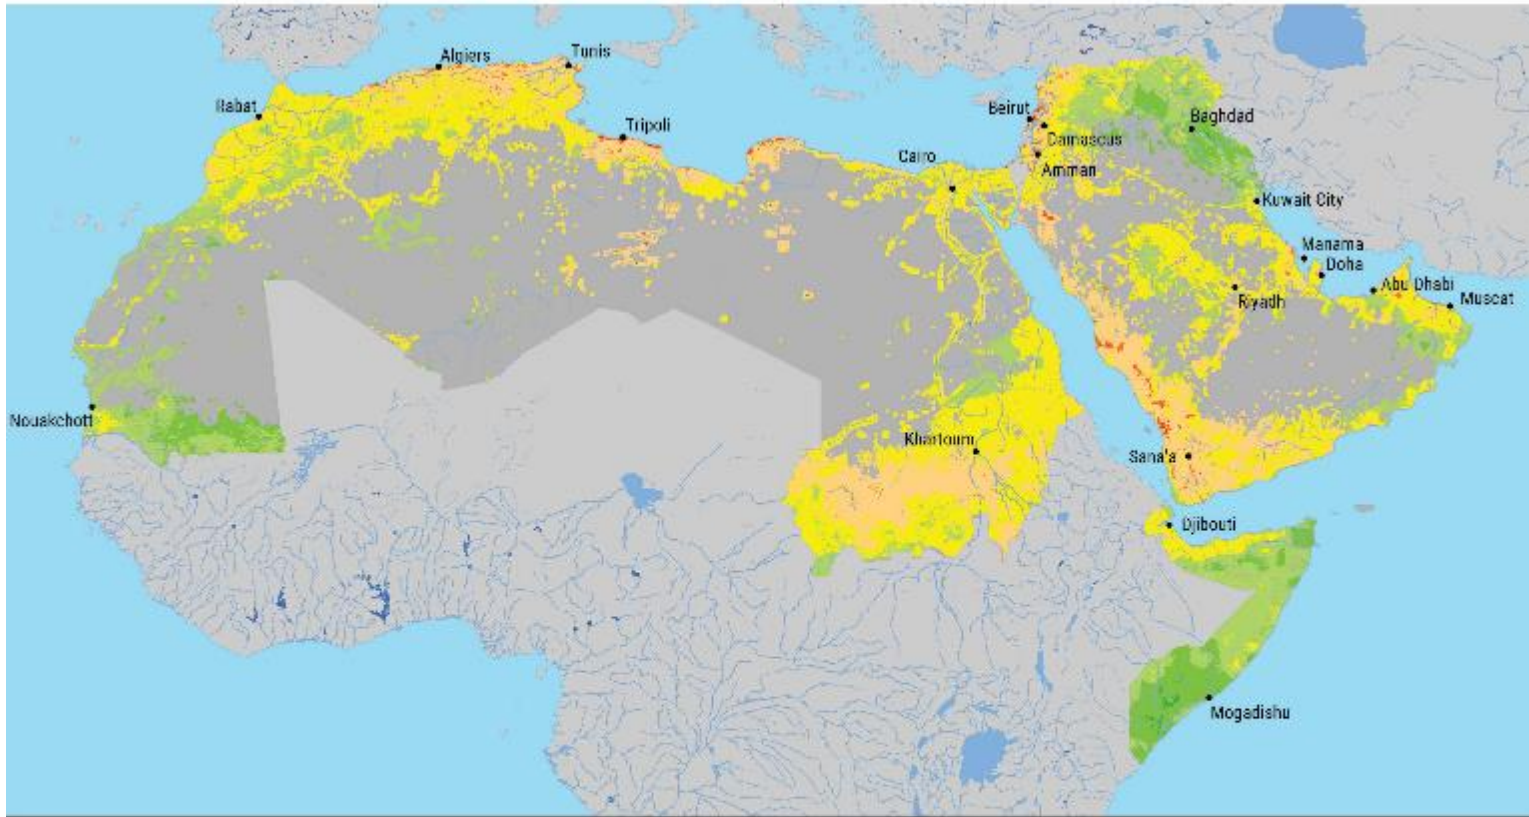 Algiers
Tunis
Rabat
Tripoli
Beirut
Baghdad
Damascus
Cairo
Amman
Kuwait City
Manama
Doha
Abu Dhabi
Riyadh
Muscat
Nouakchott
Khartoum
Sana'a
Djibouti
Mogadishu